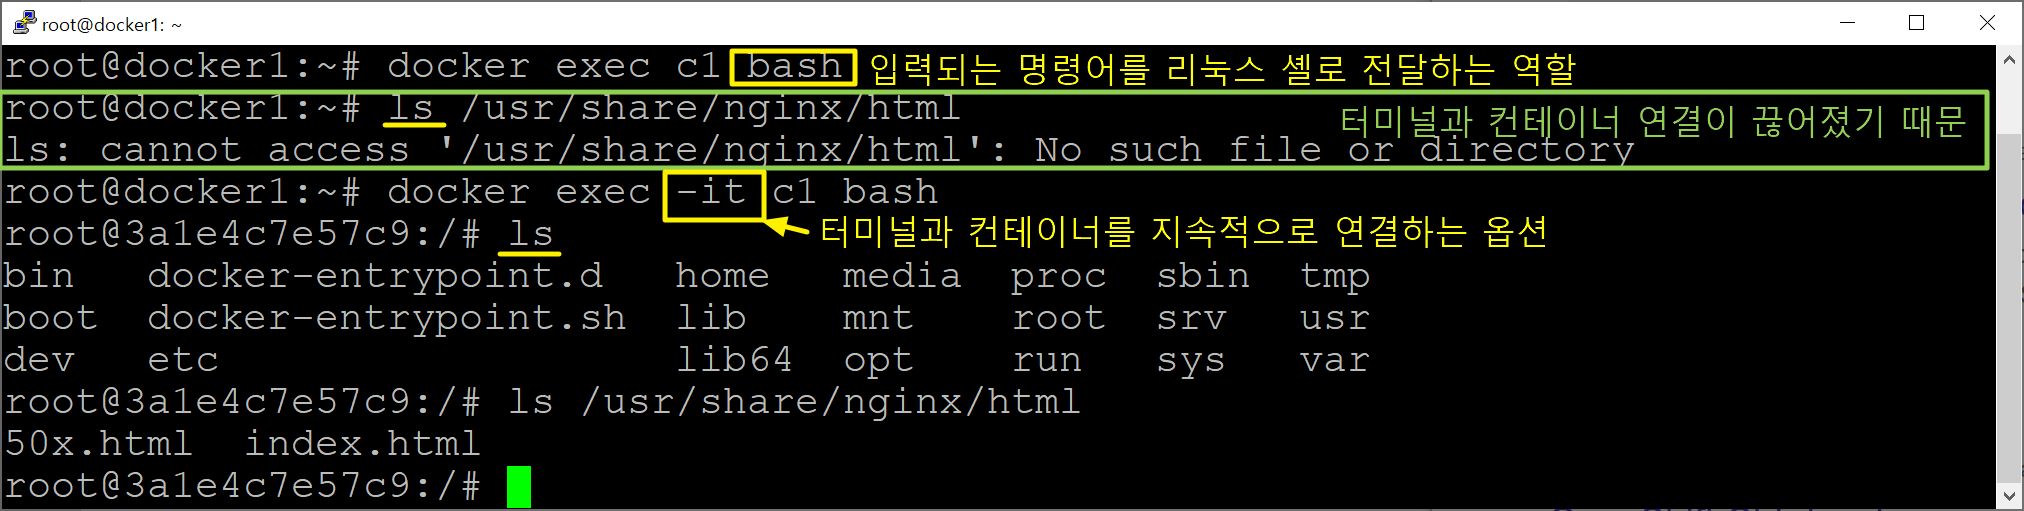 root@docker1: ~
root@docker1:~# docker exec c1 bash 입력되는 명령어를 리눅스 셸로 전달하는 역할
root@docker1:~# ls /usr/share/nginx/html 터미널과 컨테이너 연결이 끊어졌기 때문
ls: cannot access '/usr/share/nginx/html': No such file or directory
root@docker1:~# docker exec -it c1 bash
root@3a1e4c7e57c9:/# ls 터미널과 컨테이너를 지속적으로 연결하는 옵션
bin docker-entrypoint.d home media proc sbin tmp
boot docker-entrypoint.sh lib mnt root srv usr
dev etc lib64 opt run sys var
root@3a1e4c7e57c9:/# ls /usr/share/nginx/html
50x.html index.html
root@3a1e4c7e57c9:/#